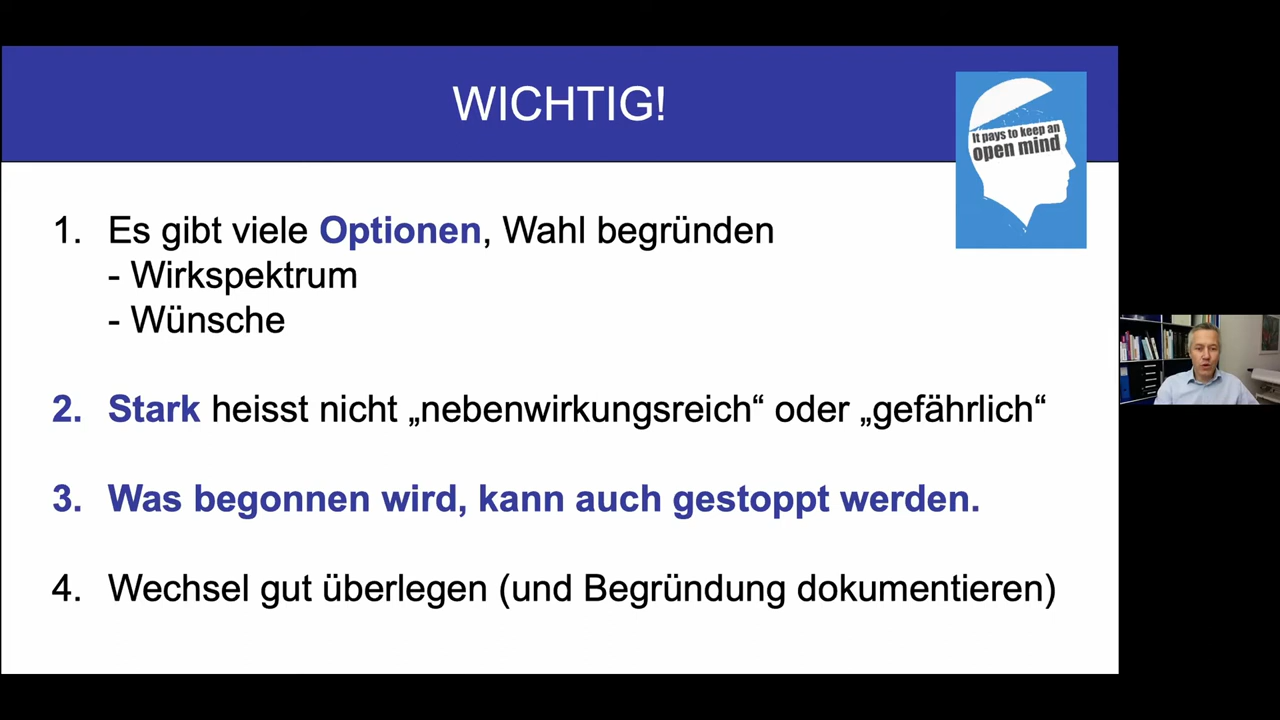 WICHTIG!
It pays to keep an
open mind
1. Es gibt viele Optionen, Wahl begründen
- Wirkspektrum
- Wünsche
2. Stark heisst nicht „nebenwirkungsreich“ oder „gefährlich“
3. Was begonnen wird, kann auch gestoppt werden.
4. Wechsel gut überlegen (und Begründung dokumentieren)